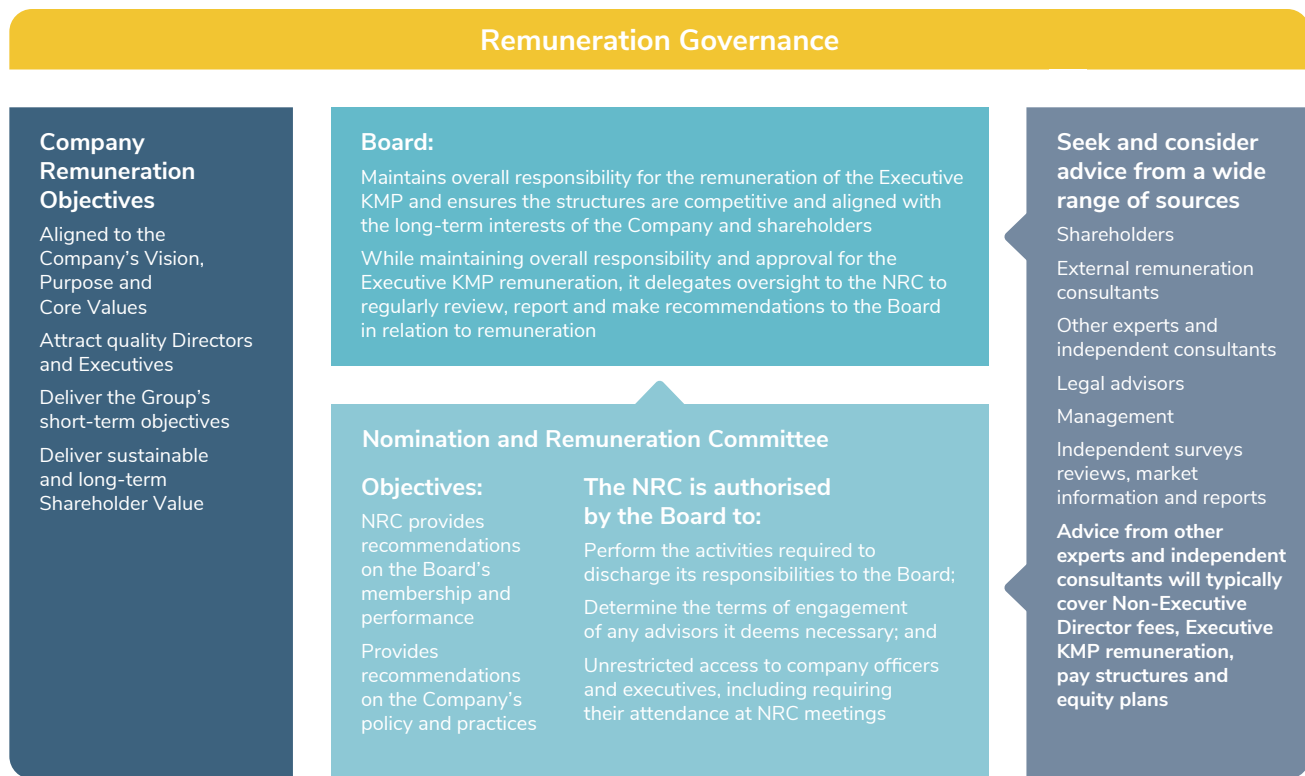 Remuneration Governance
Company
Remuneration
Objectives
Aligned to the
Company’s Vision,
Purpose and
Core Values
Attract quality Directors
and Executives
Deliver the Group’s
short-term objectives
Deliver sustainable
and long-term
Shareholder Value
Board:
Maintains overall responsibility for the remuneration of the Executive
KMP and ensures the structures are competitive and aligned with
the long-term interests of the Company and shareholders
While maintaining overall responsibility and approval for the
Executive KMP remuneration, it delegates oversight to the NRC to
regularly review, report and make recommendations to the Board
in relation to remuneration
Nomination and Remuneration Committee
Objectives:
NRC provides
recommendations
on the Board’s
membership and
performance
Provides
recommendations
on the Company’s
policy and practices
The NRC is authorised
by the Board to:
Perform the activities required to
discharge its responsibilities to the Board;
Determine the terms of engagement
of any advisors it deems necessary; and
Unrestricted access to company officers
and executives, including requiring
their attendance at NRC meetings
Seek and consider
advice from a wide
range of sources
Shareholders
External remuneration
consultants
Other experts and
independent consultants
Legal advisors
Management
Independent surveys
reviews, market
information and reports
Advice from other
experts and independent
consultants will typically
cover Non-Executive
Director fees, Executive
KMP remuneration,
pay structures and
equity plans